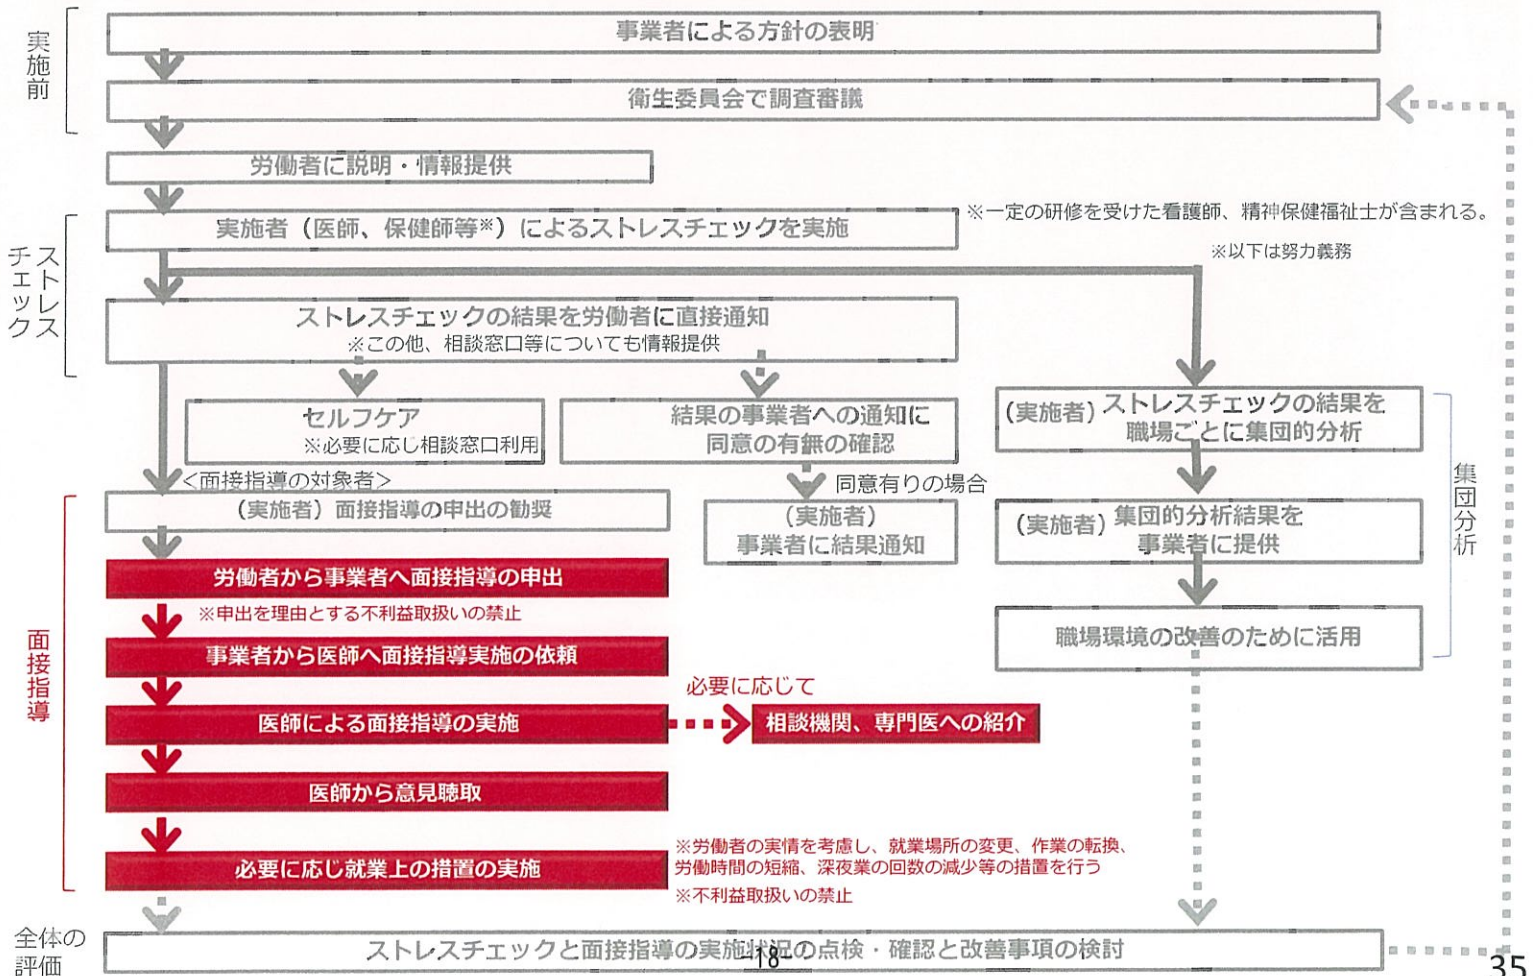 実施前
事業者による方針の表明
衛生委員会で調査審議
労働者に説明・情報提供
ストレス
チェック
実施者（医師、保健師等※）によるストレスチェックを実施
※一定の研修を受けた看護師、精神保健福祉士が含まれる。
※以下は努力義務
ストレスチェックの結果を労働者に直接通知
※この他、相談窓口等についても情報提供
セルフケア
※必要に応じ相談窓口利用
結果の事業者への通知に
同意の有無の確認
（実施者）ストレスチェックの結果を
職場ごとに集団的分析
集団分析
＜面接指導の対象者＞
同意有りの場合
（実施者）面接指導の申出の勧奨
（実施者）
事業者に結果通知
（実施者）集団的分析結果を
事業者に提供
面接指導
労働者から事業者へ面接指導の申出
※申出を理由とする不利益取扱いの禁止
職場環境の改善のために活用
事業者から医師へ面接指導実施の依頼
必要に応じて
医師による面接指導の実施
相談機関、専門医への紹介
医師から意見聴取
必要に応じ就業上の措置の実施
※労働者の実情を考慮し、就業場所の変更、作業の転換、
労働時間の短縮、深夜業の回数の減少等の措置を行う
※不利益取扱いの禁止
全体の
評価
ストレスチェックと面接指導の実施状況の点検・確認と改善事項の検討
-18-
35